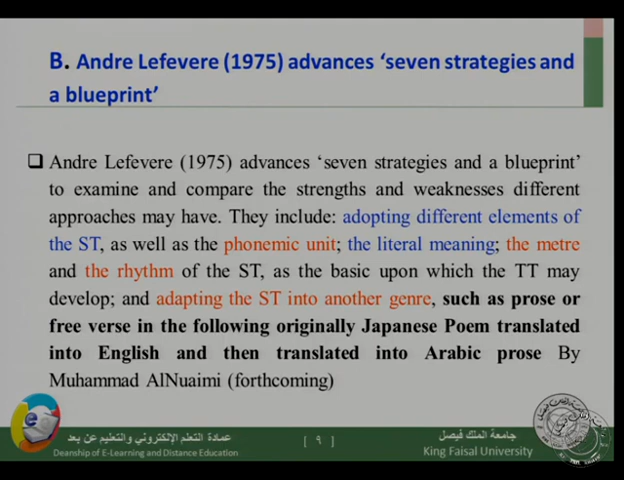 B. Andre Lefevere (1975) advances ‘seven strategies and
a blueprint’
❑ Andre Lefevere (1975) advances ‘seven strategies and a blueprint’
to examine and compare the strengths and weaknesses different
approaches may have. They include: adopting different elements of
the ST, as well as the phonemic unit; the literal meaning; the metre
and the rhythm of the ST, as the basic upon which the TT may
develop; and adapting the ST into another genre, such as prose or
free verse in the following originally Japanese Poem translated
into English and then translated into Arabic prose By
Muhammad AlNuaimi (forthcoming)
عمادة التعلم الإلكتروني والتعليم عن بعد
Deanship of E-Learning and Distance Education
[ ٩ ]
جامعة الملك فيصل
King Faisal University